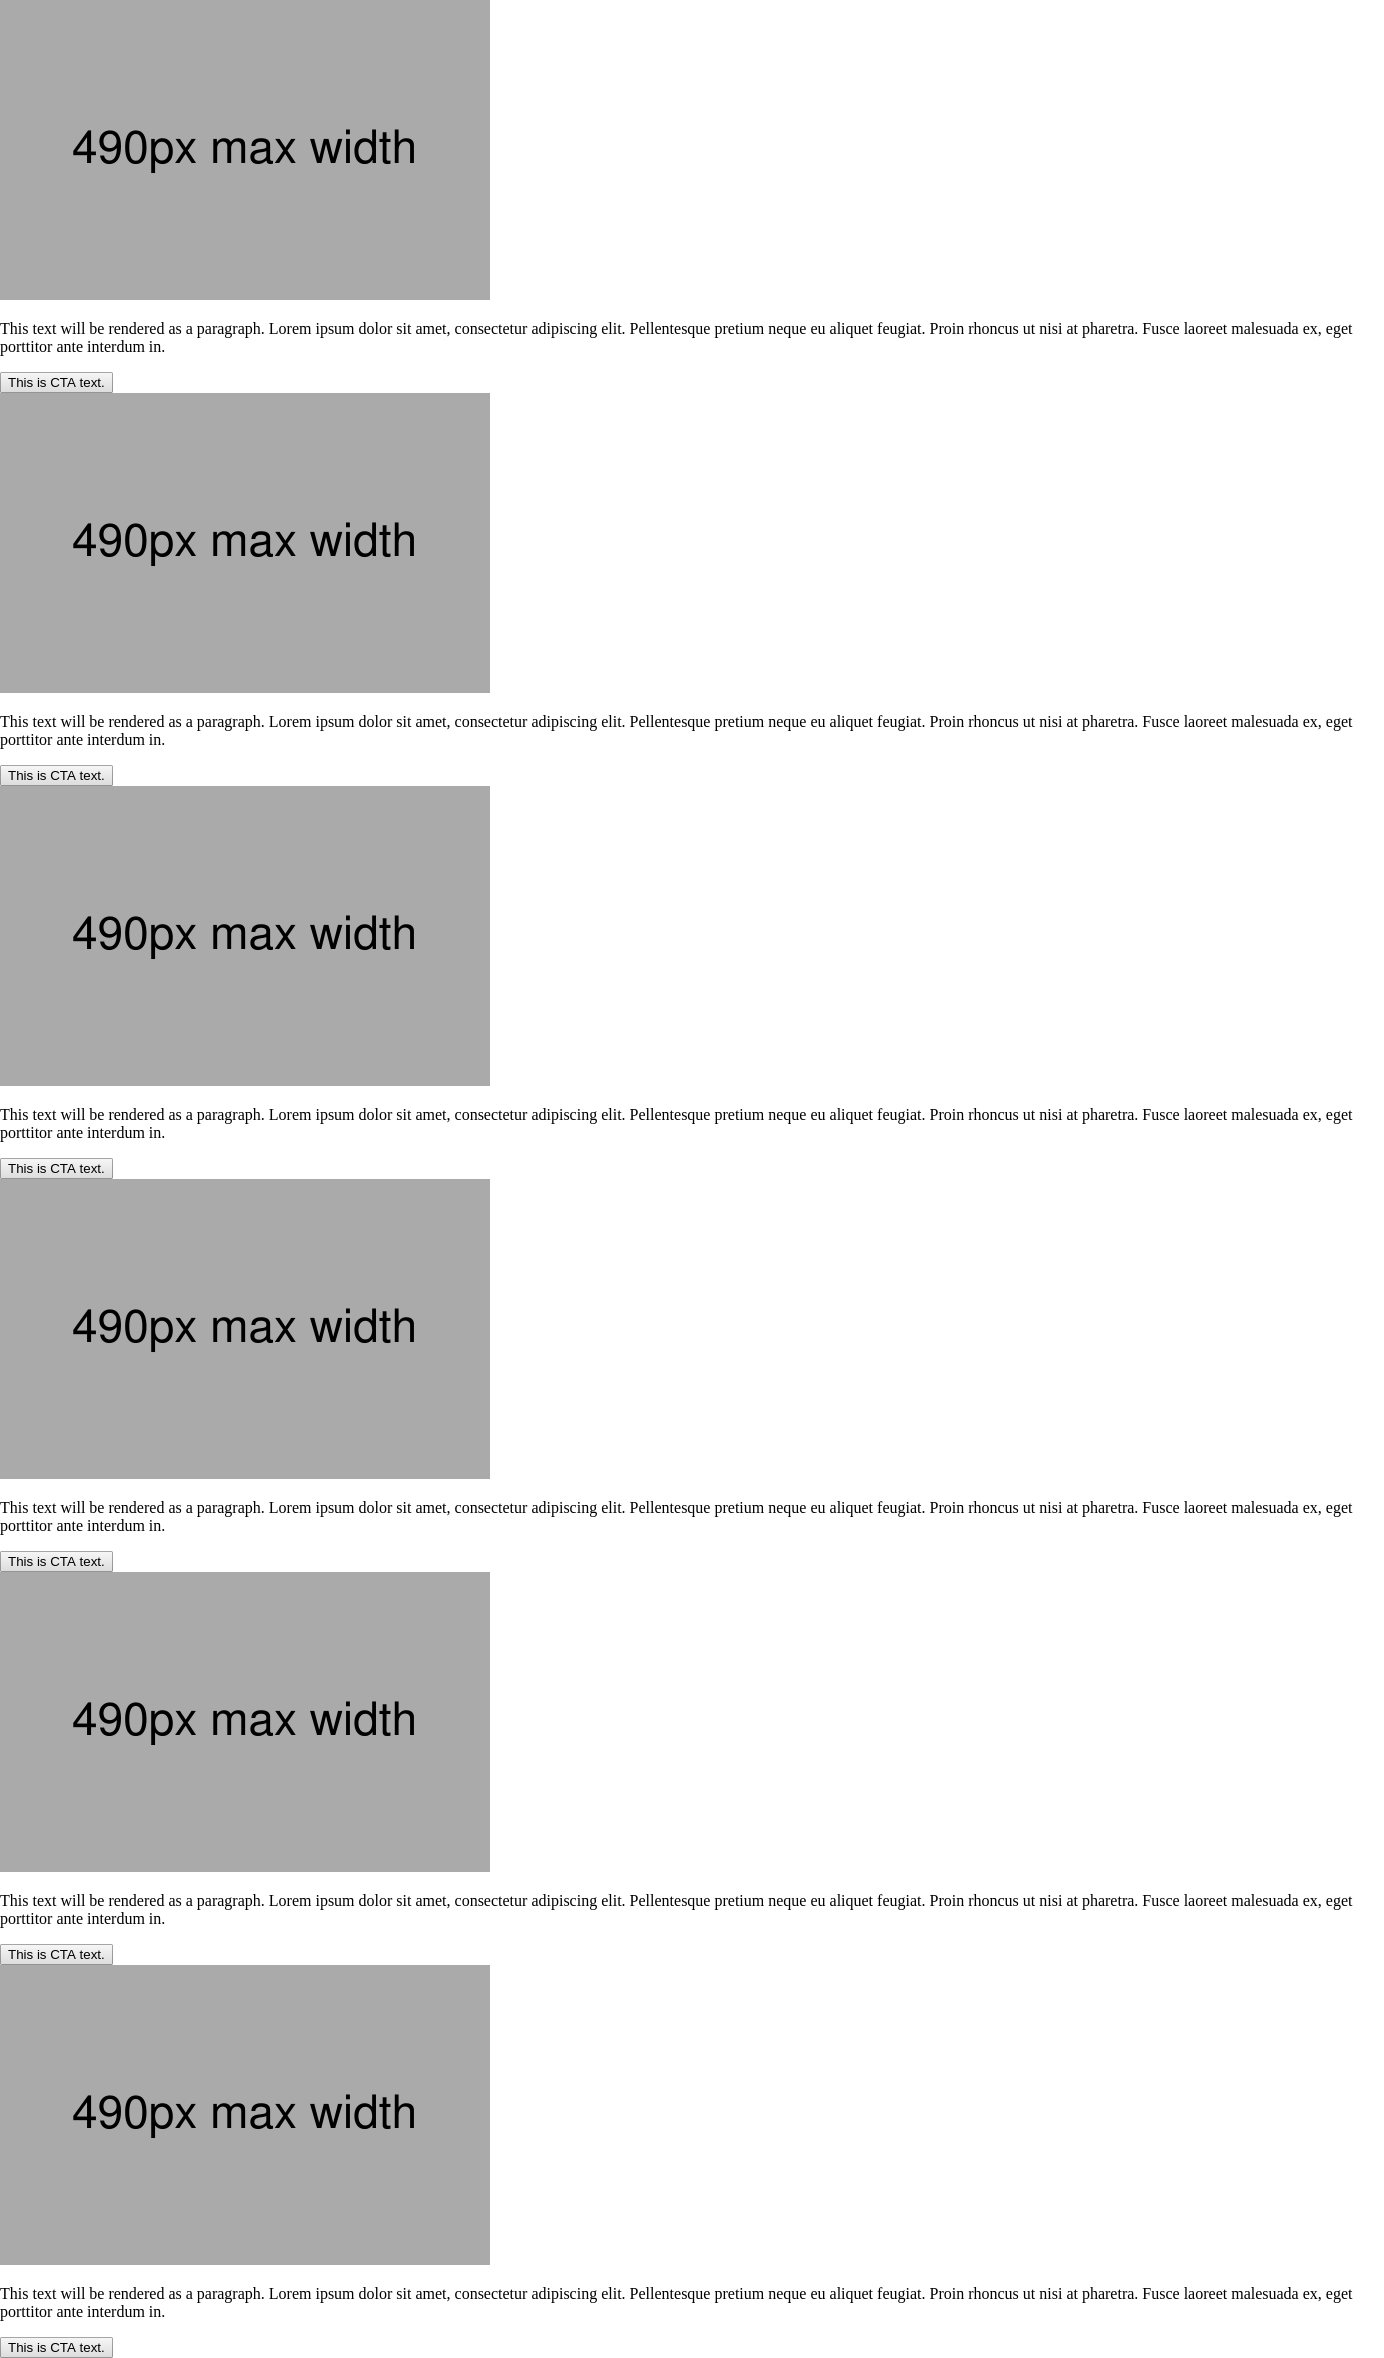 490px max width
This text will be rendered as a paragraph. Lorem ipsum dolor sit amet, consectetur adipiscing elit. Pellentesque pretium neque eu aliquet feugiat. Proin rhoncus ut nisi at pharetra. Fusce laoreet malesuada ex, eget
porttitor ante interdum in.
This is CTA text.
490px max width
This text will be rendered as a paragraph. Lorem ipsum dolor sit amet, consectetur adipiscing elit. Pellentesque pretium neque eu aliquet feugiat. Proin rhoncus ut nisi at pharetra. Fusce laoreet malesuada ex, eget
porttitor ante interdum in.
This is CTA text.
490px max width
This text will be rendered as a paragraph. Lorem ipsum dolor sit amet, consectetur adipiscing elit. Pellentesque pretium neque eu aliquet feugiat. Proin rhoncus ut nisi at pharetra. Fusce laoreet malesuada ex, eget
porttitor ante interdum in.
This is CTA text.
490px max width
This text will be rendered as a paragraph. Lorem ipsum dolor sit amet, consectetur adipiscing elit. Pellentesque pretium neque eu aliquet feugiat. Proin rhoncus ut nisi at pharetra. Fusce laoreet malesuada ex, eget
porttitor ante interdum in.
This is CTA text.
490px max width
This text will be rendered as a paragraph. Lorem ipsum dolor sit amet, consectetur adipiscing elit. Pellentesque pretium neque eu aliquet feugiat. Proin rhoncus ut nisi at pharetra. Fusce laoreet malesuada ex, eget
porttitor ante interdum in.
This is CTA text.
490px max width
This text will be rendered as a paragraph. Lorem ipsum dolor sit amet, consectetur adipiscing elit. Pellentesque pretium neque eu aliquet feugiat. Proin rhoncus ut nisi at pharetra. Fusce laoreet malesuada ex, eget
porttitor ante interdum in.
This is CTA text.